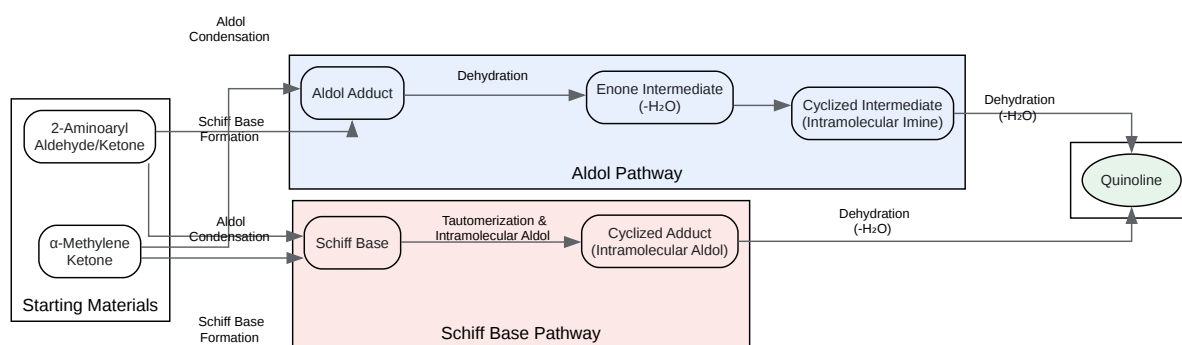 Aldol
Condensation
Aldol Adduct
Dehydration
Enone Intermediate
(-H₂O)
Cyclized Intermediate
(Intramolecular Imine)
Dehydration
(-H₂O)
2-Aminoaryl
Aldehyde/Ketone
Schiff Base
Formation
Aldol Pathway
Quinoline
α-Methylene
Ketone
Aldol
Condensation
Schiff Base
Tautomerization &
Intramolecular Aldol
Cyclized Adduct
(Intramolecular Aldol)
Dehydration
(-H₂O)
Starting Materials
Schiff Base
Formation
Schiff Base Pathway